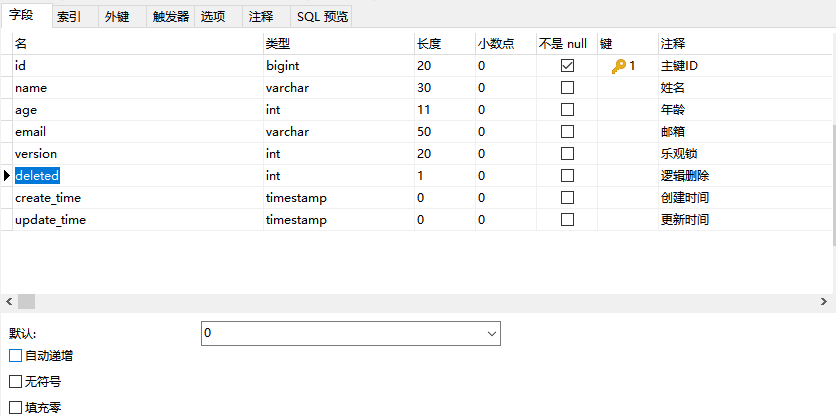 字段 索引 外键 触发器 选项 注释 SQL 预览
名 类型 长度 小数点 不是 null 键 注释
id bigint 20 0 1 主键ID
name varchar 30 0 姓名
age int 11 0 年龄
email varchar 50 0 邮箱
version int 20 0 乐观锁
deleted int 1 0 逻辑删除
create_time timestamp 0 0 创建时间
update_time timestamp 0 0 更新时间
默认: 0
自动递增
无符号
填充零